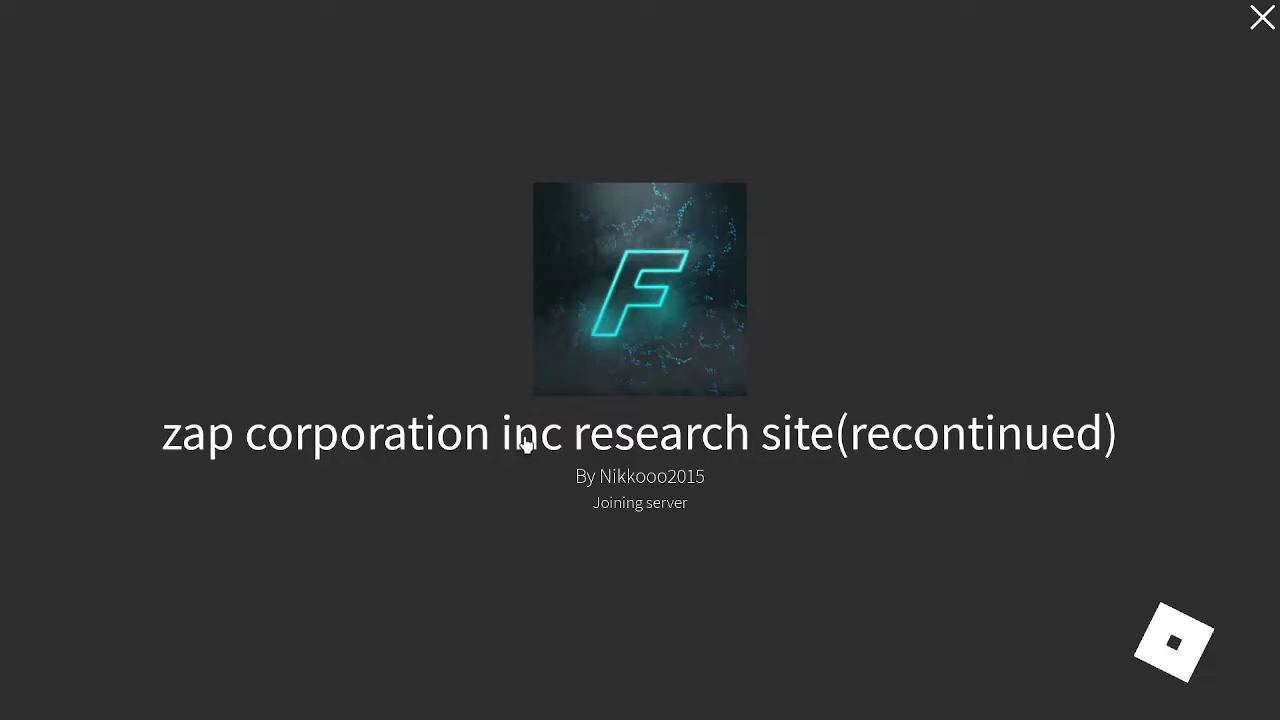 F
zap corporation inc research site(recontinued)
By Nikkooo2015
Joining server